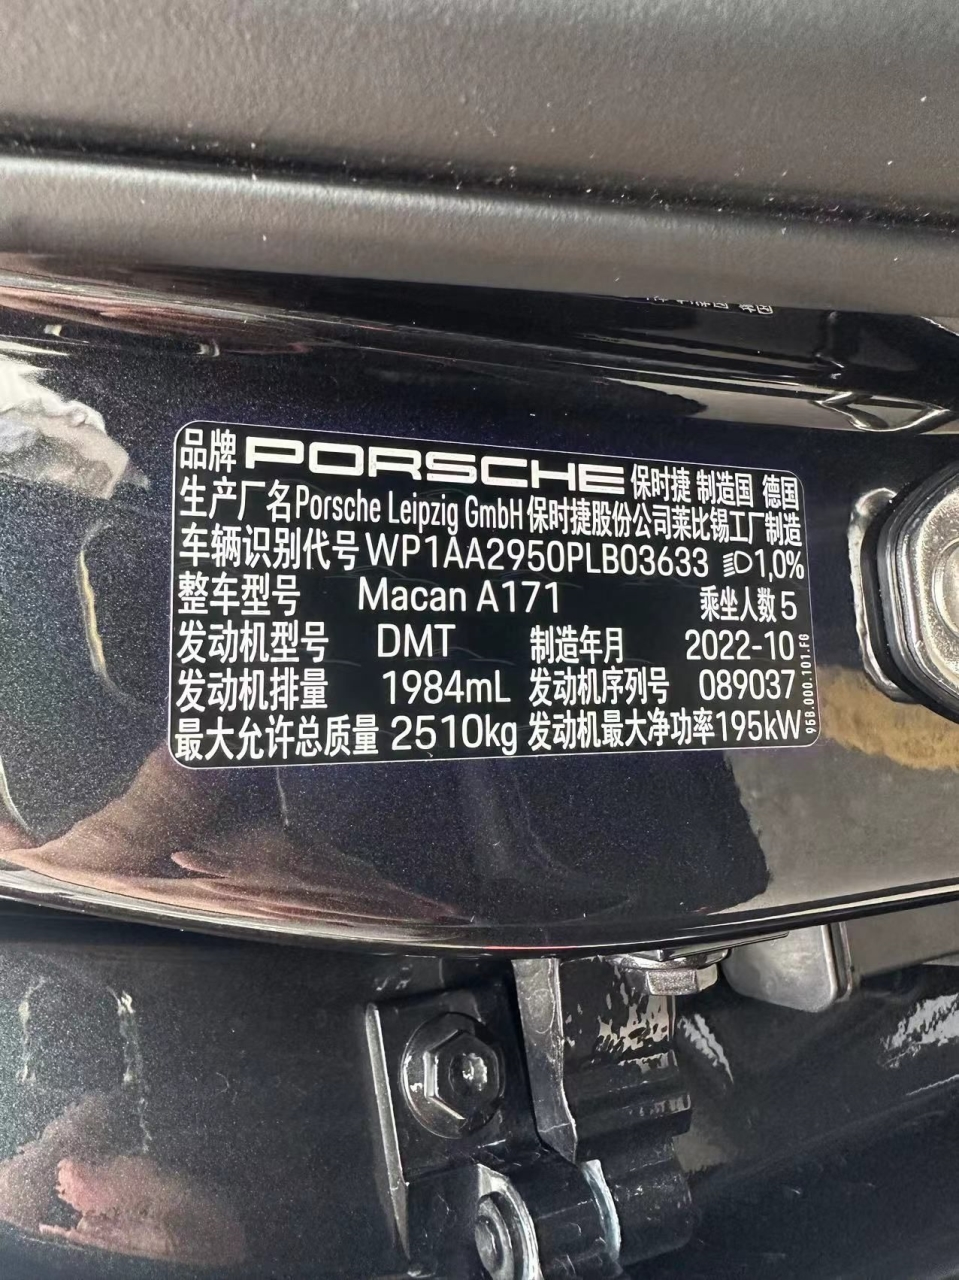 品牌 PORSCHE 保时捷 制造国 德国
生产厂名 Porsche Leipzig GmbH 保时捷股份公司莱比锡工厂制造
车辆识别代号 WP1AA2950PLB03633 1,0%
整车型号 Macan A171 乘坐人数 5
发动机型号 DMT 制造年月 2022-10
发动机排量 1984mL 发动机序列号 089037
最大允许总质量 2510kg 发动机最大净功率 195kW
95B.000.101.FG